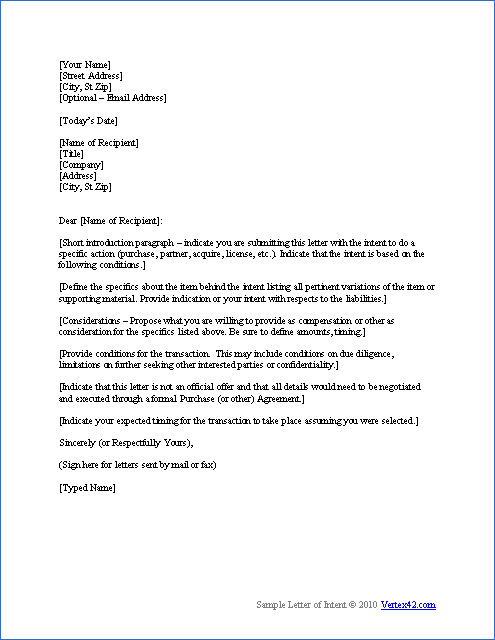 [Your Name]
[Street Address]
[City, St Zip]
[Optional – Email Address]
[Today's Date]
[Name of Recipient]
[Title]
[Company]
[Address]
[City, St Zip]
Dear [Name of Recipient]:
[Short introduction paragraph – indicate you are submitting this letter with the intent to do a
specific action (purchase, partner, acquire, license, etc.). Indicate that the intent is based on the
following conditions.]
[Define the specifics about the item behind the intent listing all pertinent variations of the item or
supporting material. Provide indication or your intent with respects to the liabilities.]
[Considerations – Propose what you are willing to provide as compensation or other as
consideration for the specifics listed above. Be sure to define amounts, timing.]
[Provide conditions for the transaction. This may include conditions on due diligence,
limitations on further seeking other interested parties or confidentiality.]
[Indicate that this letter is not an official offer and that all details would need to be negotiated
and executed through a formal Purchase (or other) Agreement.]
[Indicate your expected timing for the transaction to take place assuming you were selected.]
Sincerely (or Respectfully Yours),
(Sign here for letters sent by mail or fax)
[Typed Name]
Sample Letter of Intent © 2010 Vertex42.com